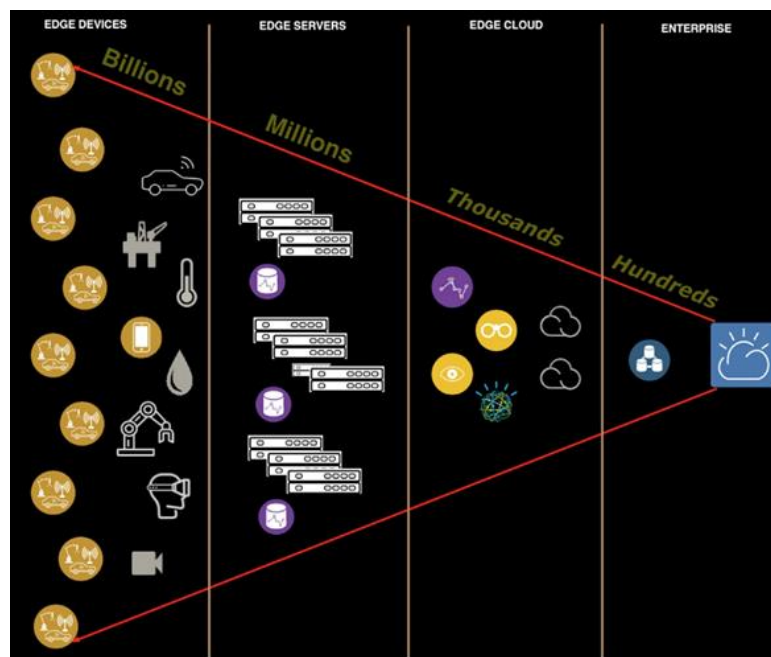 EDGE DEVICES
EDGE SERVERS
EDGE CLOUD
ENTERPRISE
Billions
Millions
Thousands
Hundreds